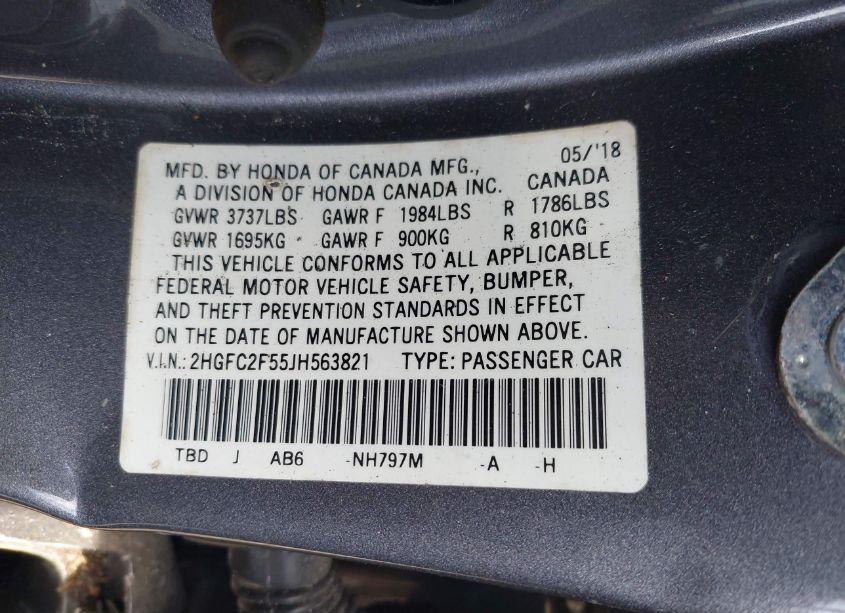 MFD. BY HONDA OF CANADA MFG., 05/'18
A DIVISION OF HONDA CANADA INC. CANADA
GVWR 3737LBS GAWR F 1984LBS R 1786LBS
GVWR 1695KG GAWR F 900KG R 810KG
THIS VEHICLE CONFORMS TO ALL APPLICABLE
FEDERAL MOTOR VEHICLE SAFETY, BUMPER,
AND THEFT PREVENTION STANDARDS IN EFFECT
ON THE DATE OF MANUFACTURE SHOWN ABOVE.
V.I.N.: 2HGFC2F55JH563821 TYPE: PASSENGER CAR
TBD J AB6 -NH797M -A -H